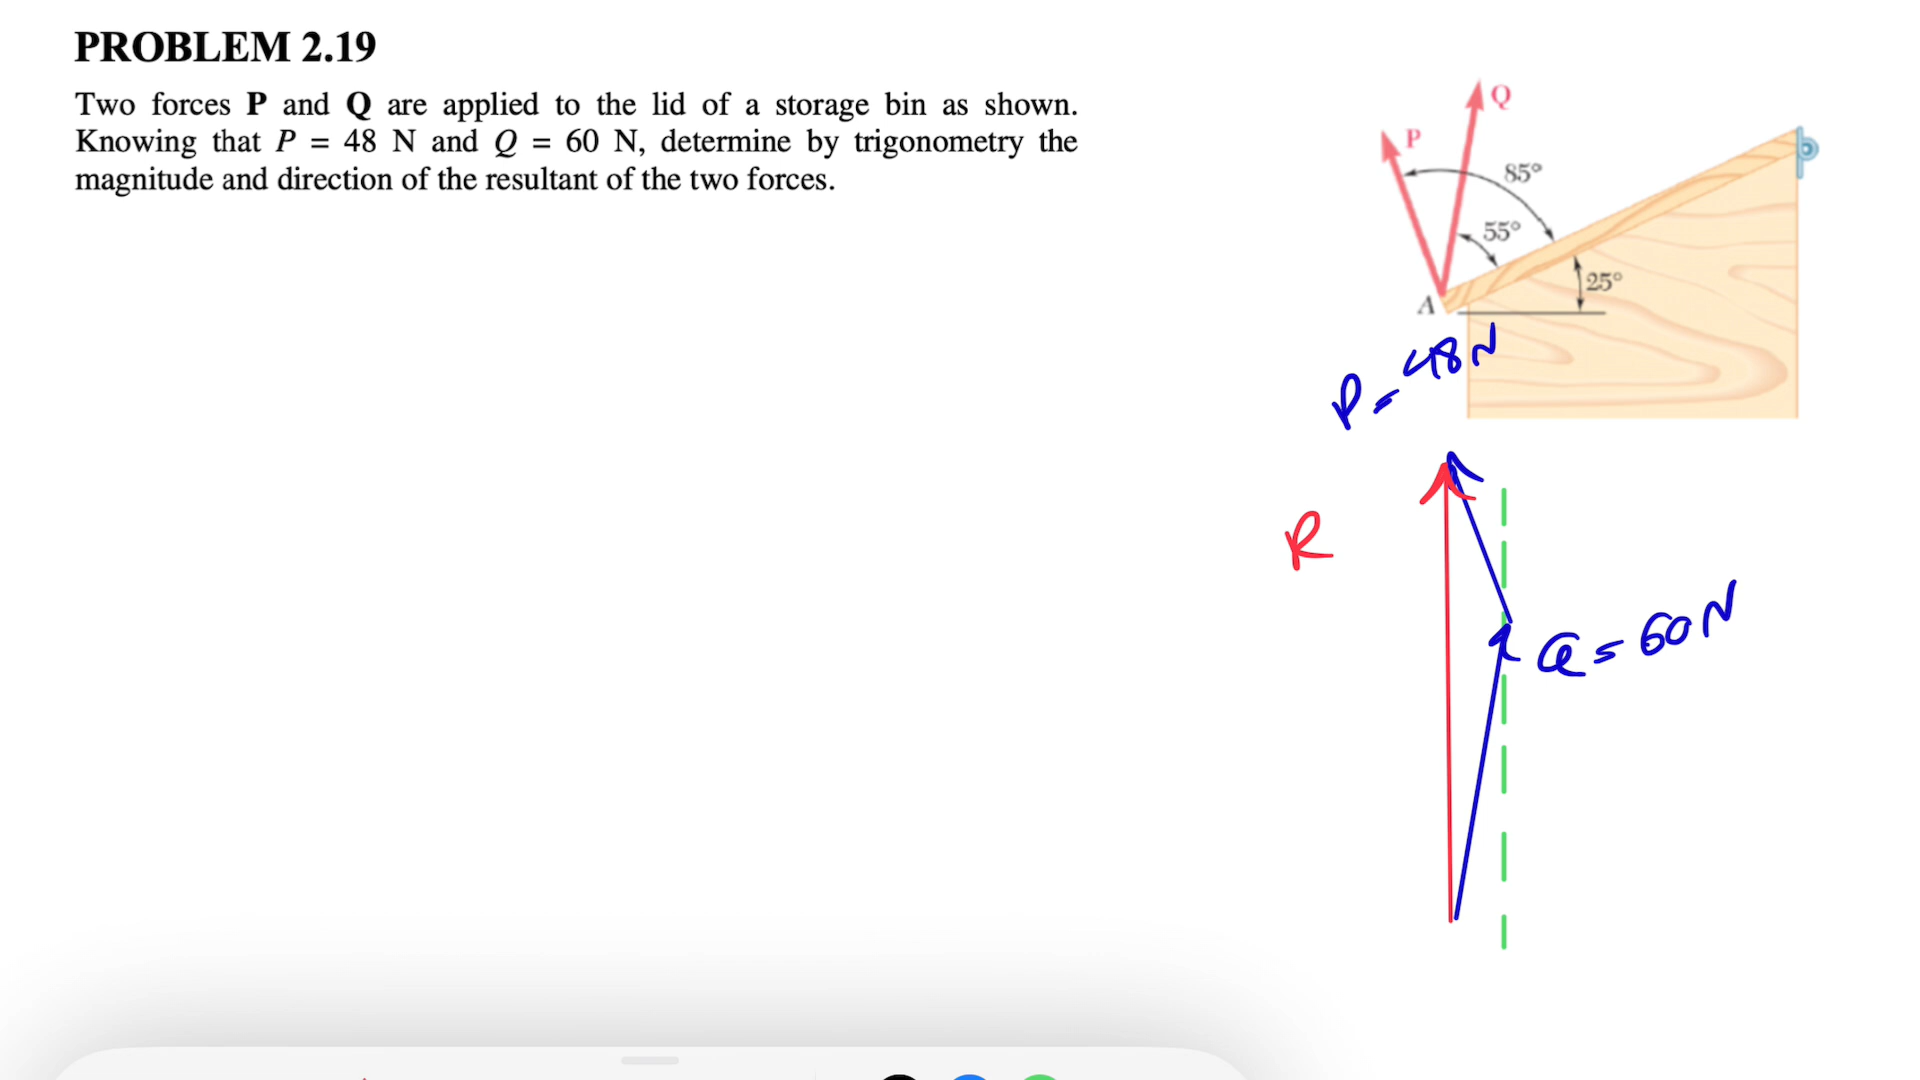 PROBLEM 2.19
Two forces P and Q are applied to the lid of a storage bin as shown.
Knowing that P = 48 N and Q = 60 N, determine by trigonometry the
magnitude and direction of the resultant of the two forces.
Q
P
85°
55°
25°
A
P = 48 N
R
Q = 60 N